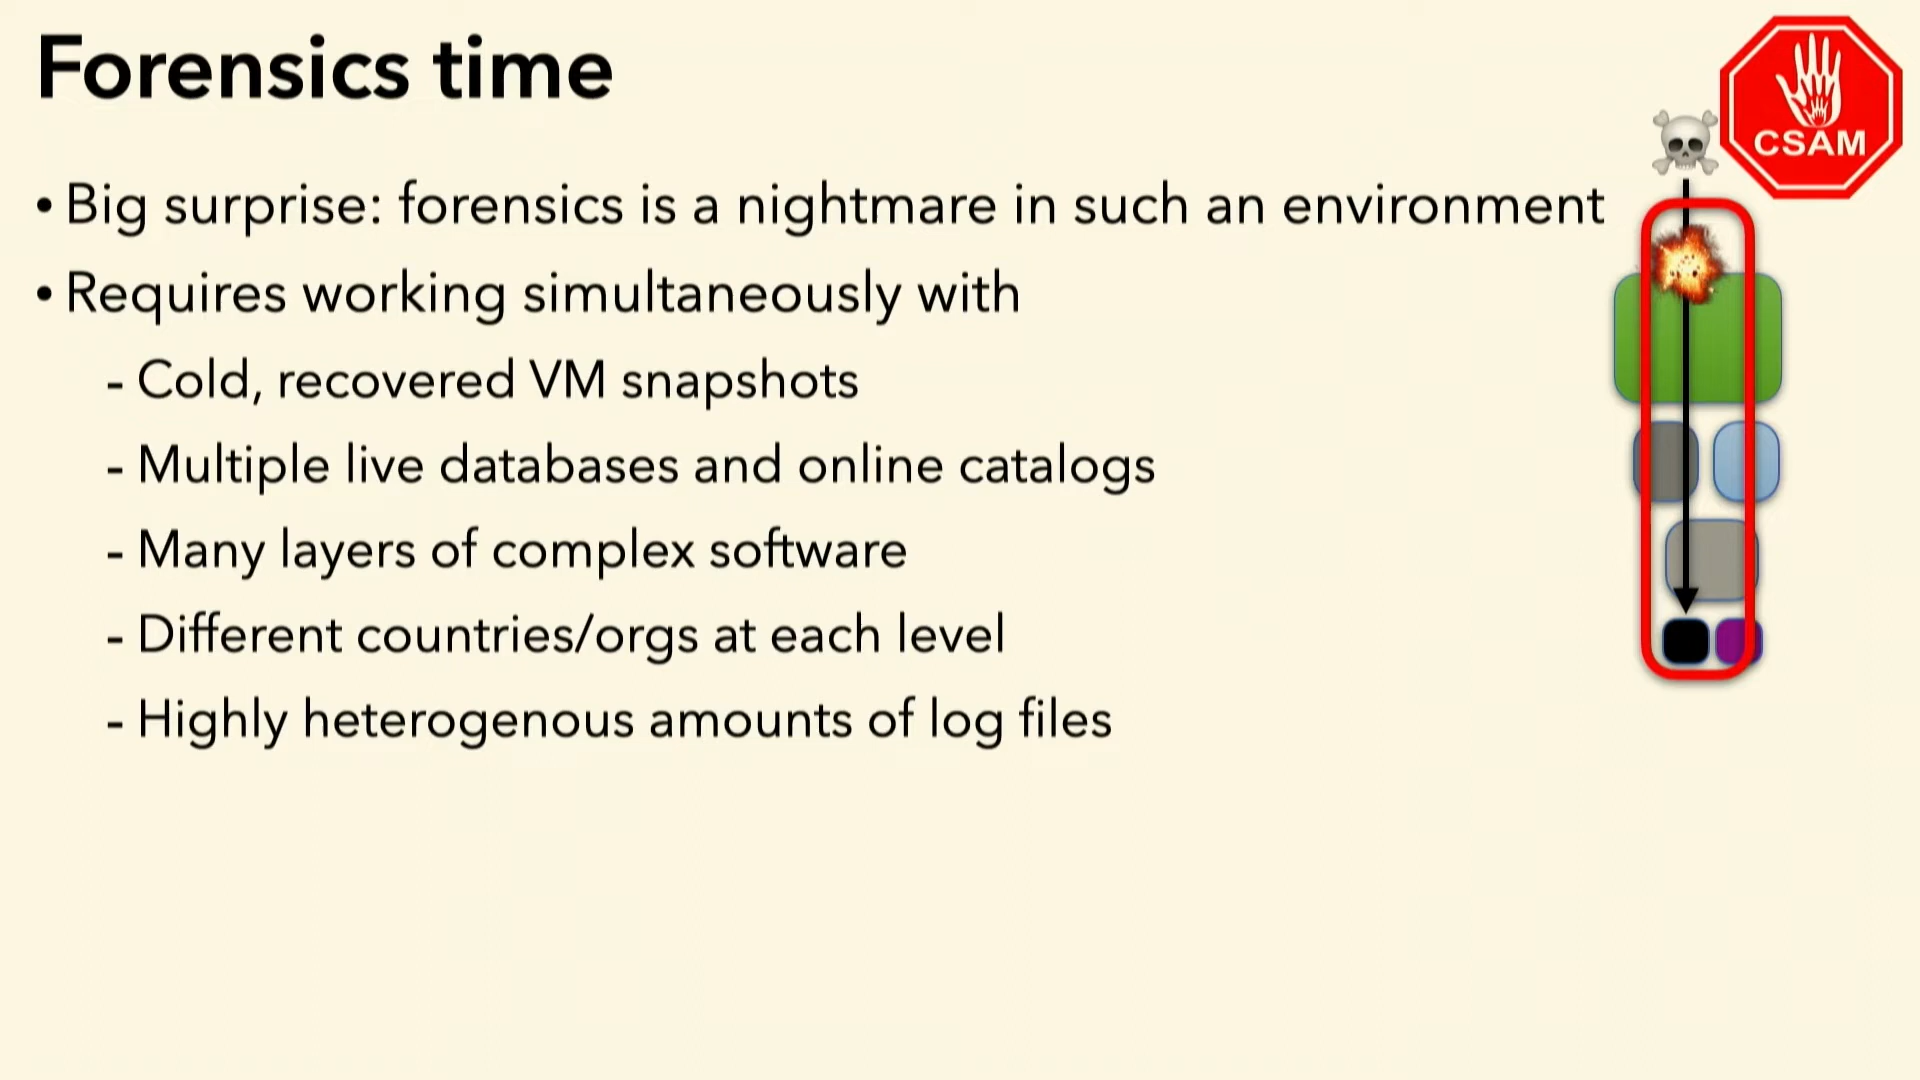 Forensics time
CSAM
• Big surprise: forensics is a nightmare in such an environment
• Requires working simultaneously with
- Cold, recovered VM snapshots
- Multiple live databases and online catalogs
- Many layers of complex software
- Different countries/orgs at each level
- Highly heterogenous amounts of log files